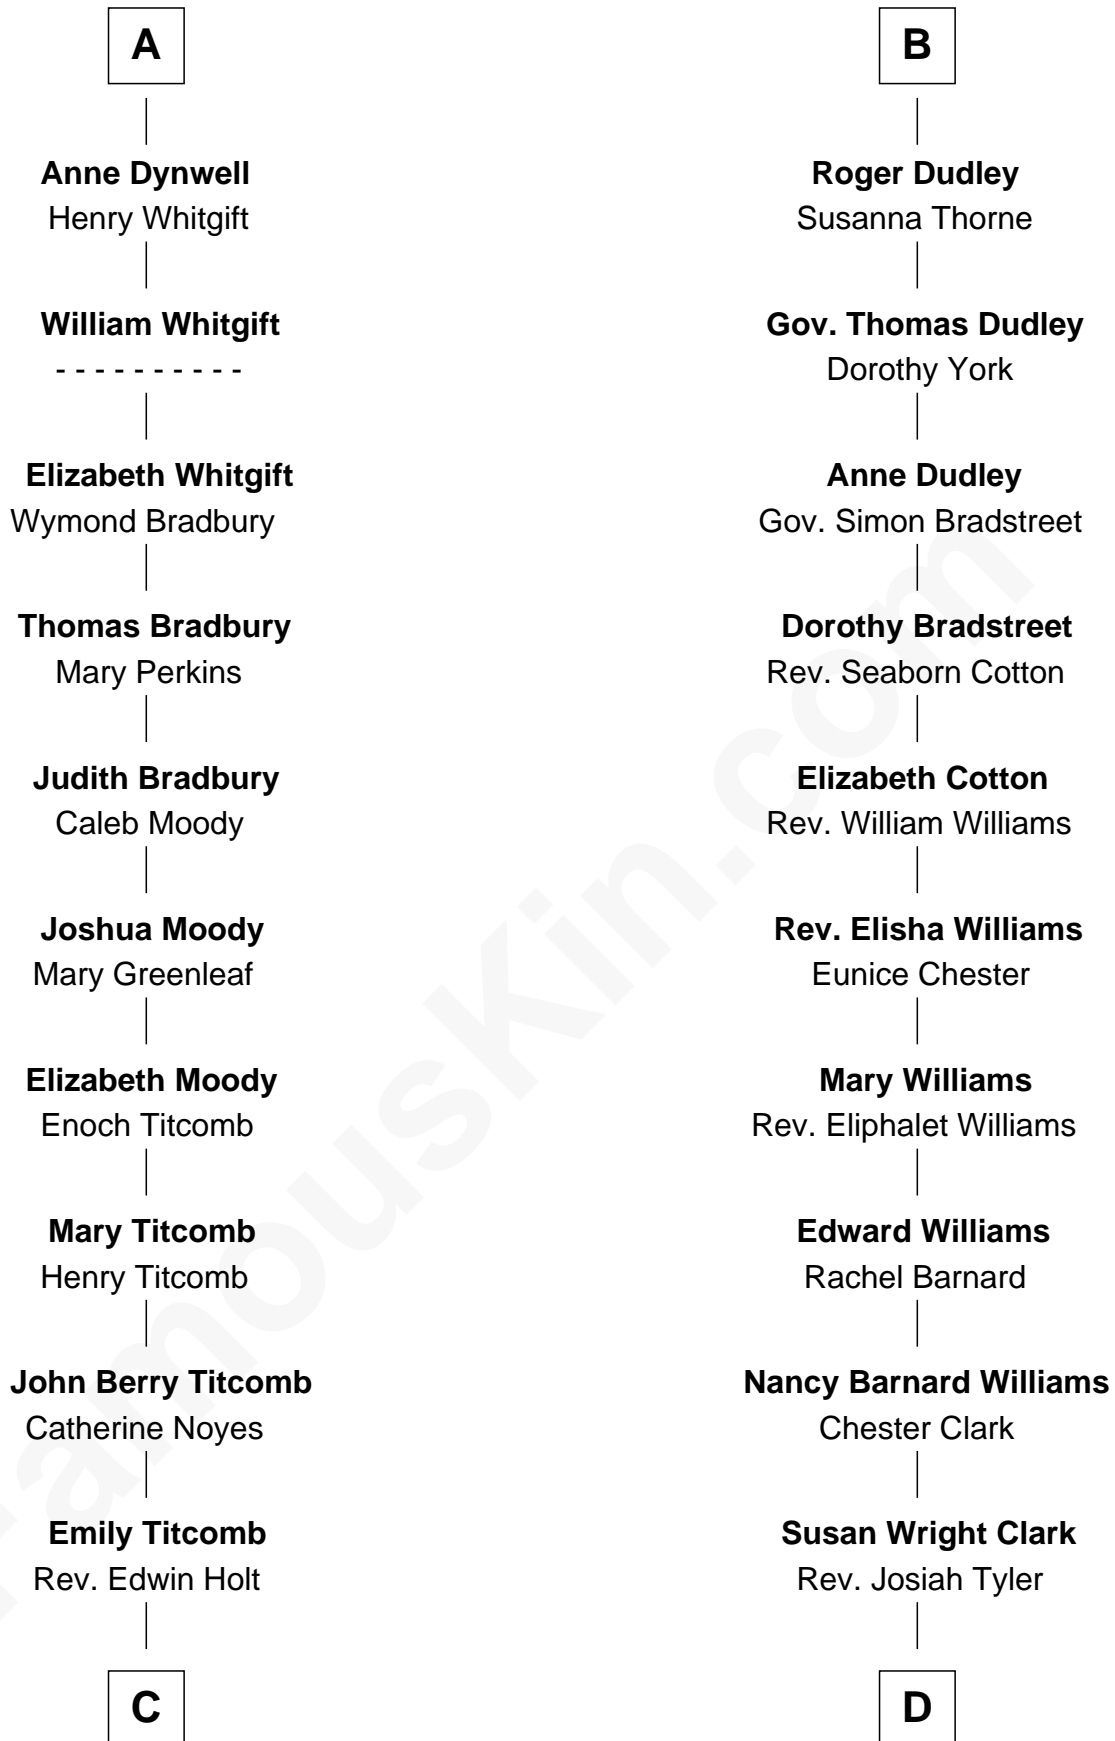 A
Anne Dynwell
Henry Whitgift
William Whitgift
- - - - - - - - - -
Elizabeth Whitgift
Wymond Bradbury
Thomas Bradbury
Mary Perkins
Judith Bradbury
Caleb Moody
Joshua Moody
Mary Greenleaf
Elizabeth Moody
Enoch Titcomb
Mary Titcomb
Henry Titcomb
John Berry Titcomb
Catherine Noyes
Emily Titcomb
Rev. Edwin Holt
C
B
Roger Dudley
Susanna Thorne
Gov. Thomas Dudley
Dorothy York
Anne Dudley
Gov. Simon Bradstreet
Dorothy Bradstreet
Rev. Seaborn Cotton
Elizabeth Cotton
Rev. William Williams
Rev. Elisha Williams
Eunice Chester
Mary Williams
Rev. Eliphalet Williams
Edward Williams
Rachel Barnard
Nancy Barnard Williams
Chester Clark
Susan Wright Clark
Rev. Josiah Tyler
D
FamousKin.com